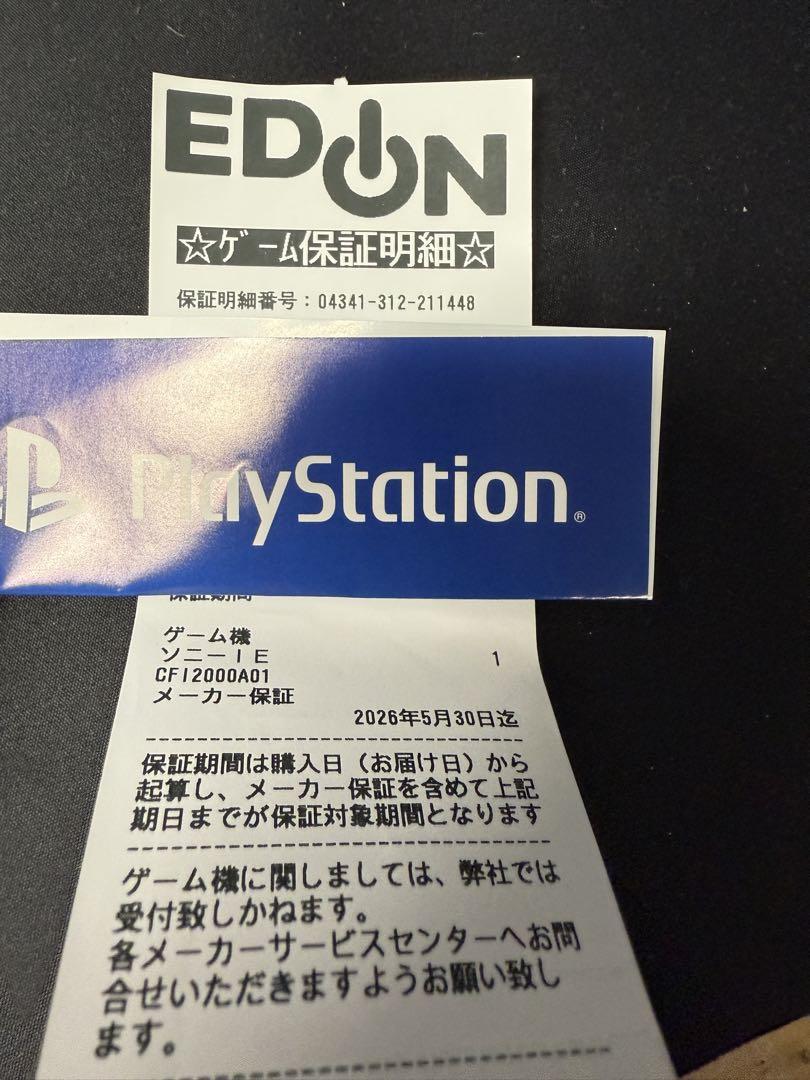 EDION
☆ゲーム保証明細☆
保証明細番号：04341-312-211448
PlayStation®
保証期間
ゲーム機
ソニーIE 1
CFI2000A01
メーカー保証
2026年5月30日迄
保証期間は購入日（お届け日）から
起算し、メーカー保証を含めて上記
期日までが保証対象期間となります
ゲーム機に関しましては、弊社では
受付致しかねます。
各メーカーサービスセンターへお問
合せいただきますようお願い致し
ます。